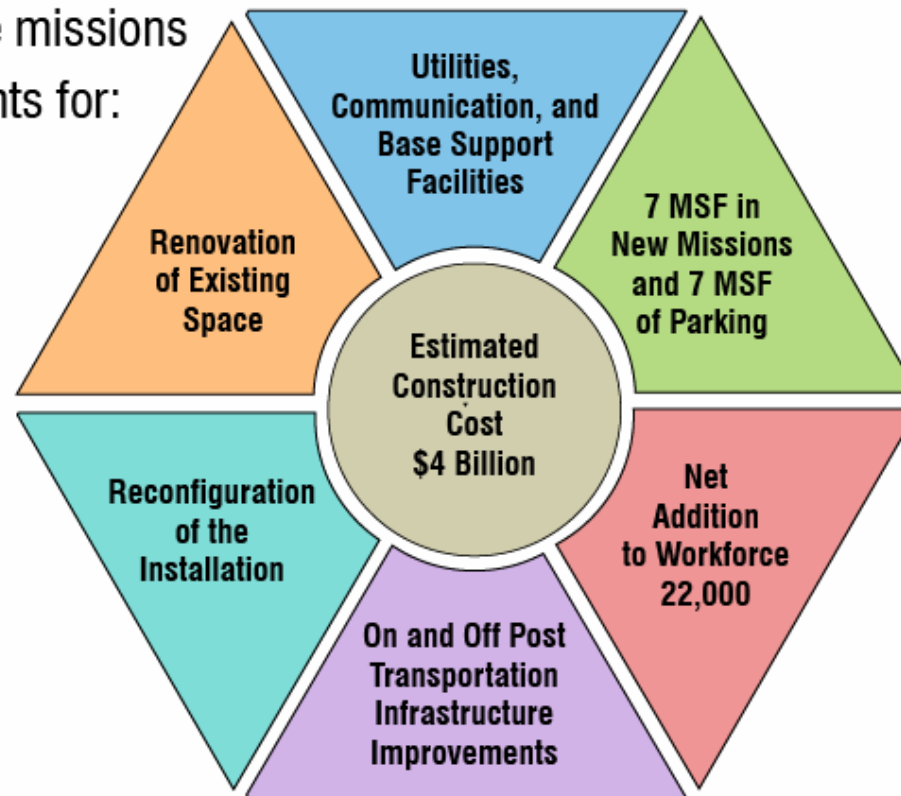 missions
for:
Utilities,
Communication, and
Base Support
Facilities
7 MSF in
New Missions
and 7 MSF
of Parking
Net
Addition
to Workforce
22,000
On and Off Post
Transportation
Infrastructure
Improvements
Reconfiguration
of the
Installation
Renovation
of Existing
Space
Estimated
Construction
Cost
$4 Billion